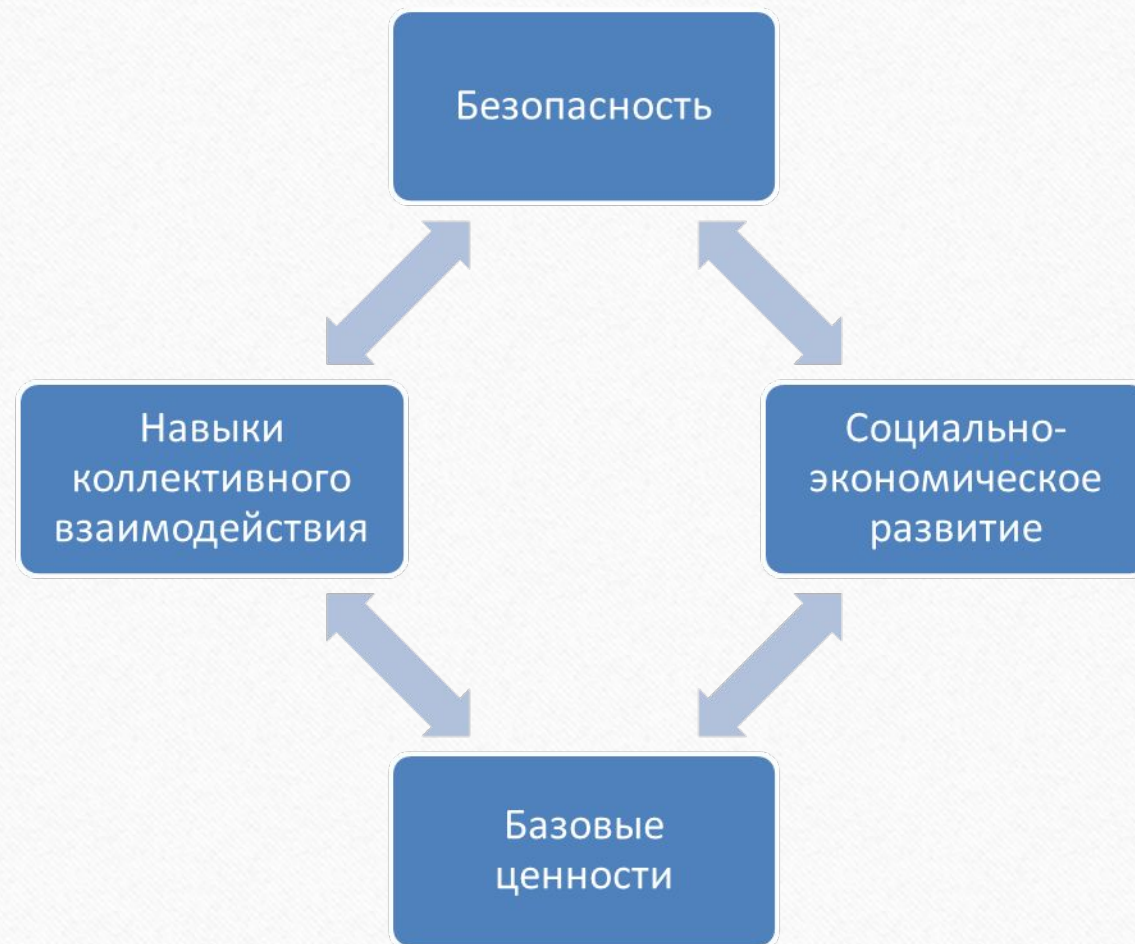 Безопасность
Навыки
коллективного
взаимодействия
Социально-
экономическое
развитие
Базовые
ценности